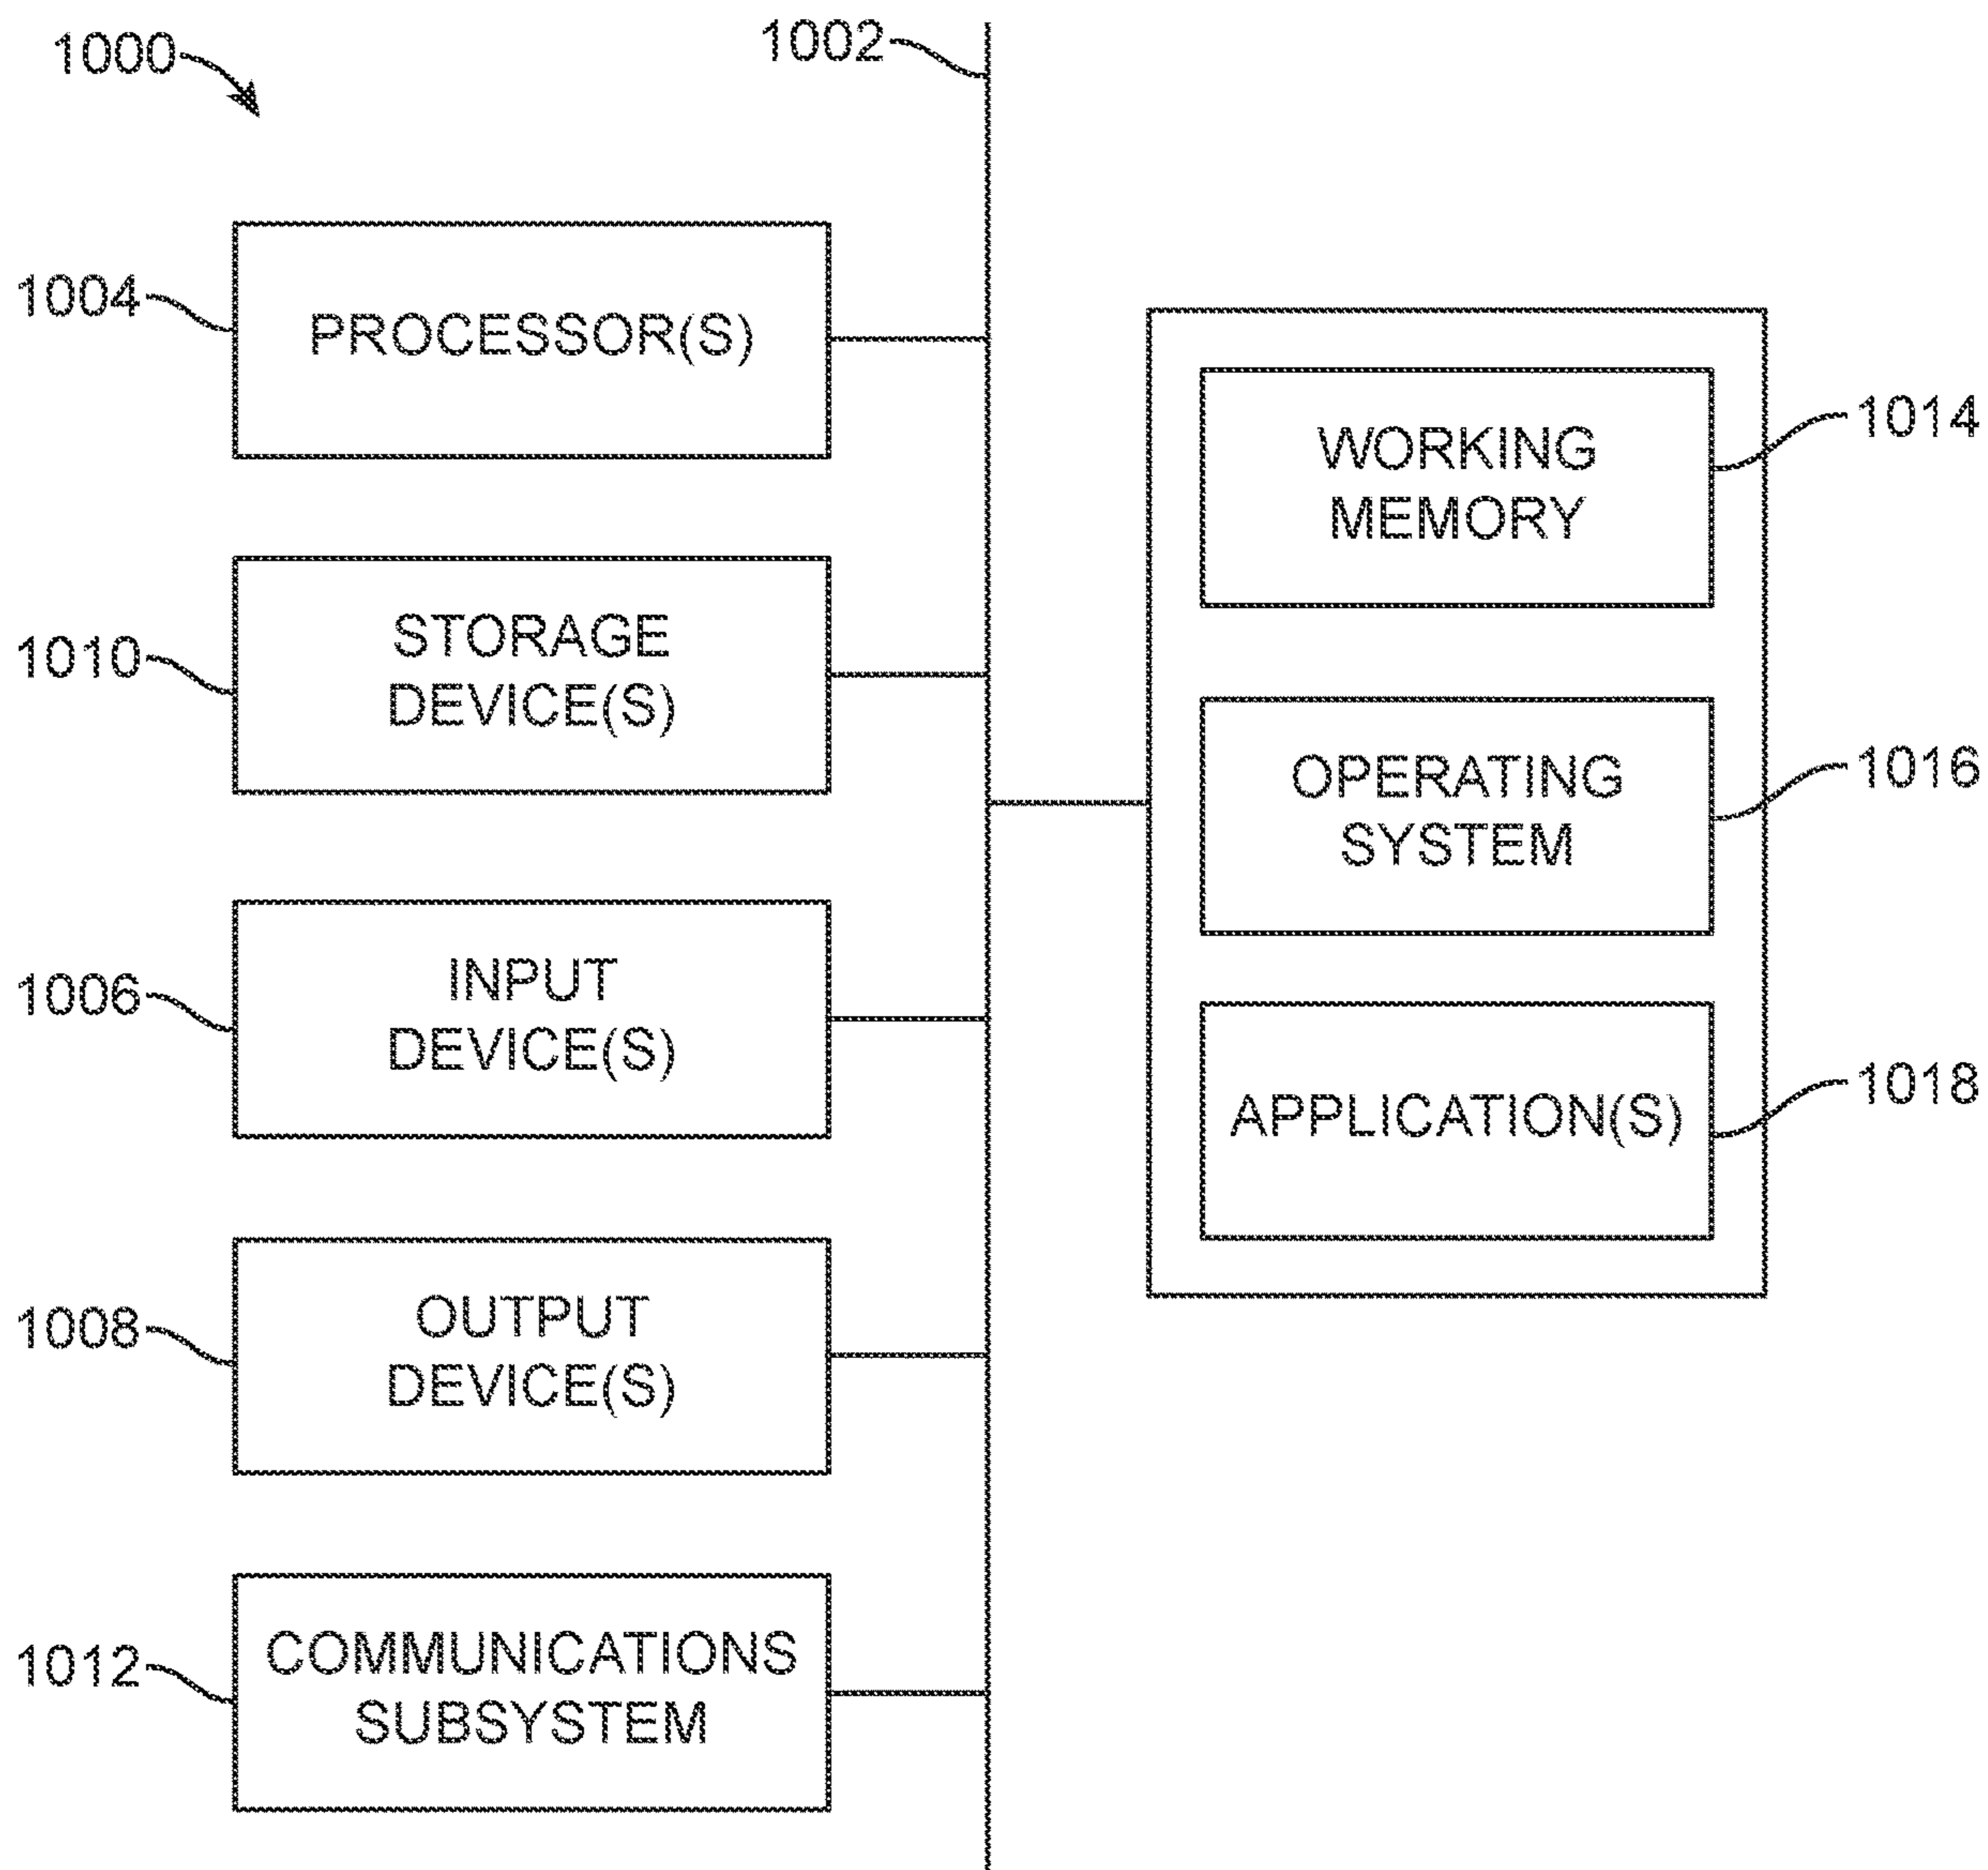 1000
1002
1004
PROCESSOR(S)
1010
STORAGE
DEVICE(S)
1006
INPUT
DEVICE(S)
1008
OUTPUT
DEVICE(S)
1012
COMMUNICATIONS
SUBSYSTEM
WORKING
MEMORY
1014
OPERATING
SYSTEM
1016
APPLICATION(S)
1018